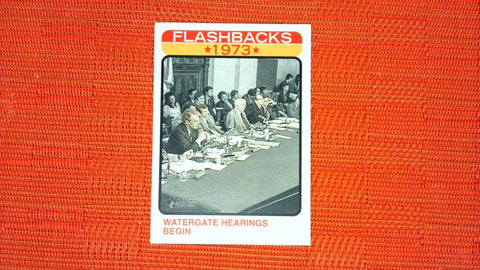 FLASHBACKS
★1973★
WATERGATE HEARINGS
BEGIN